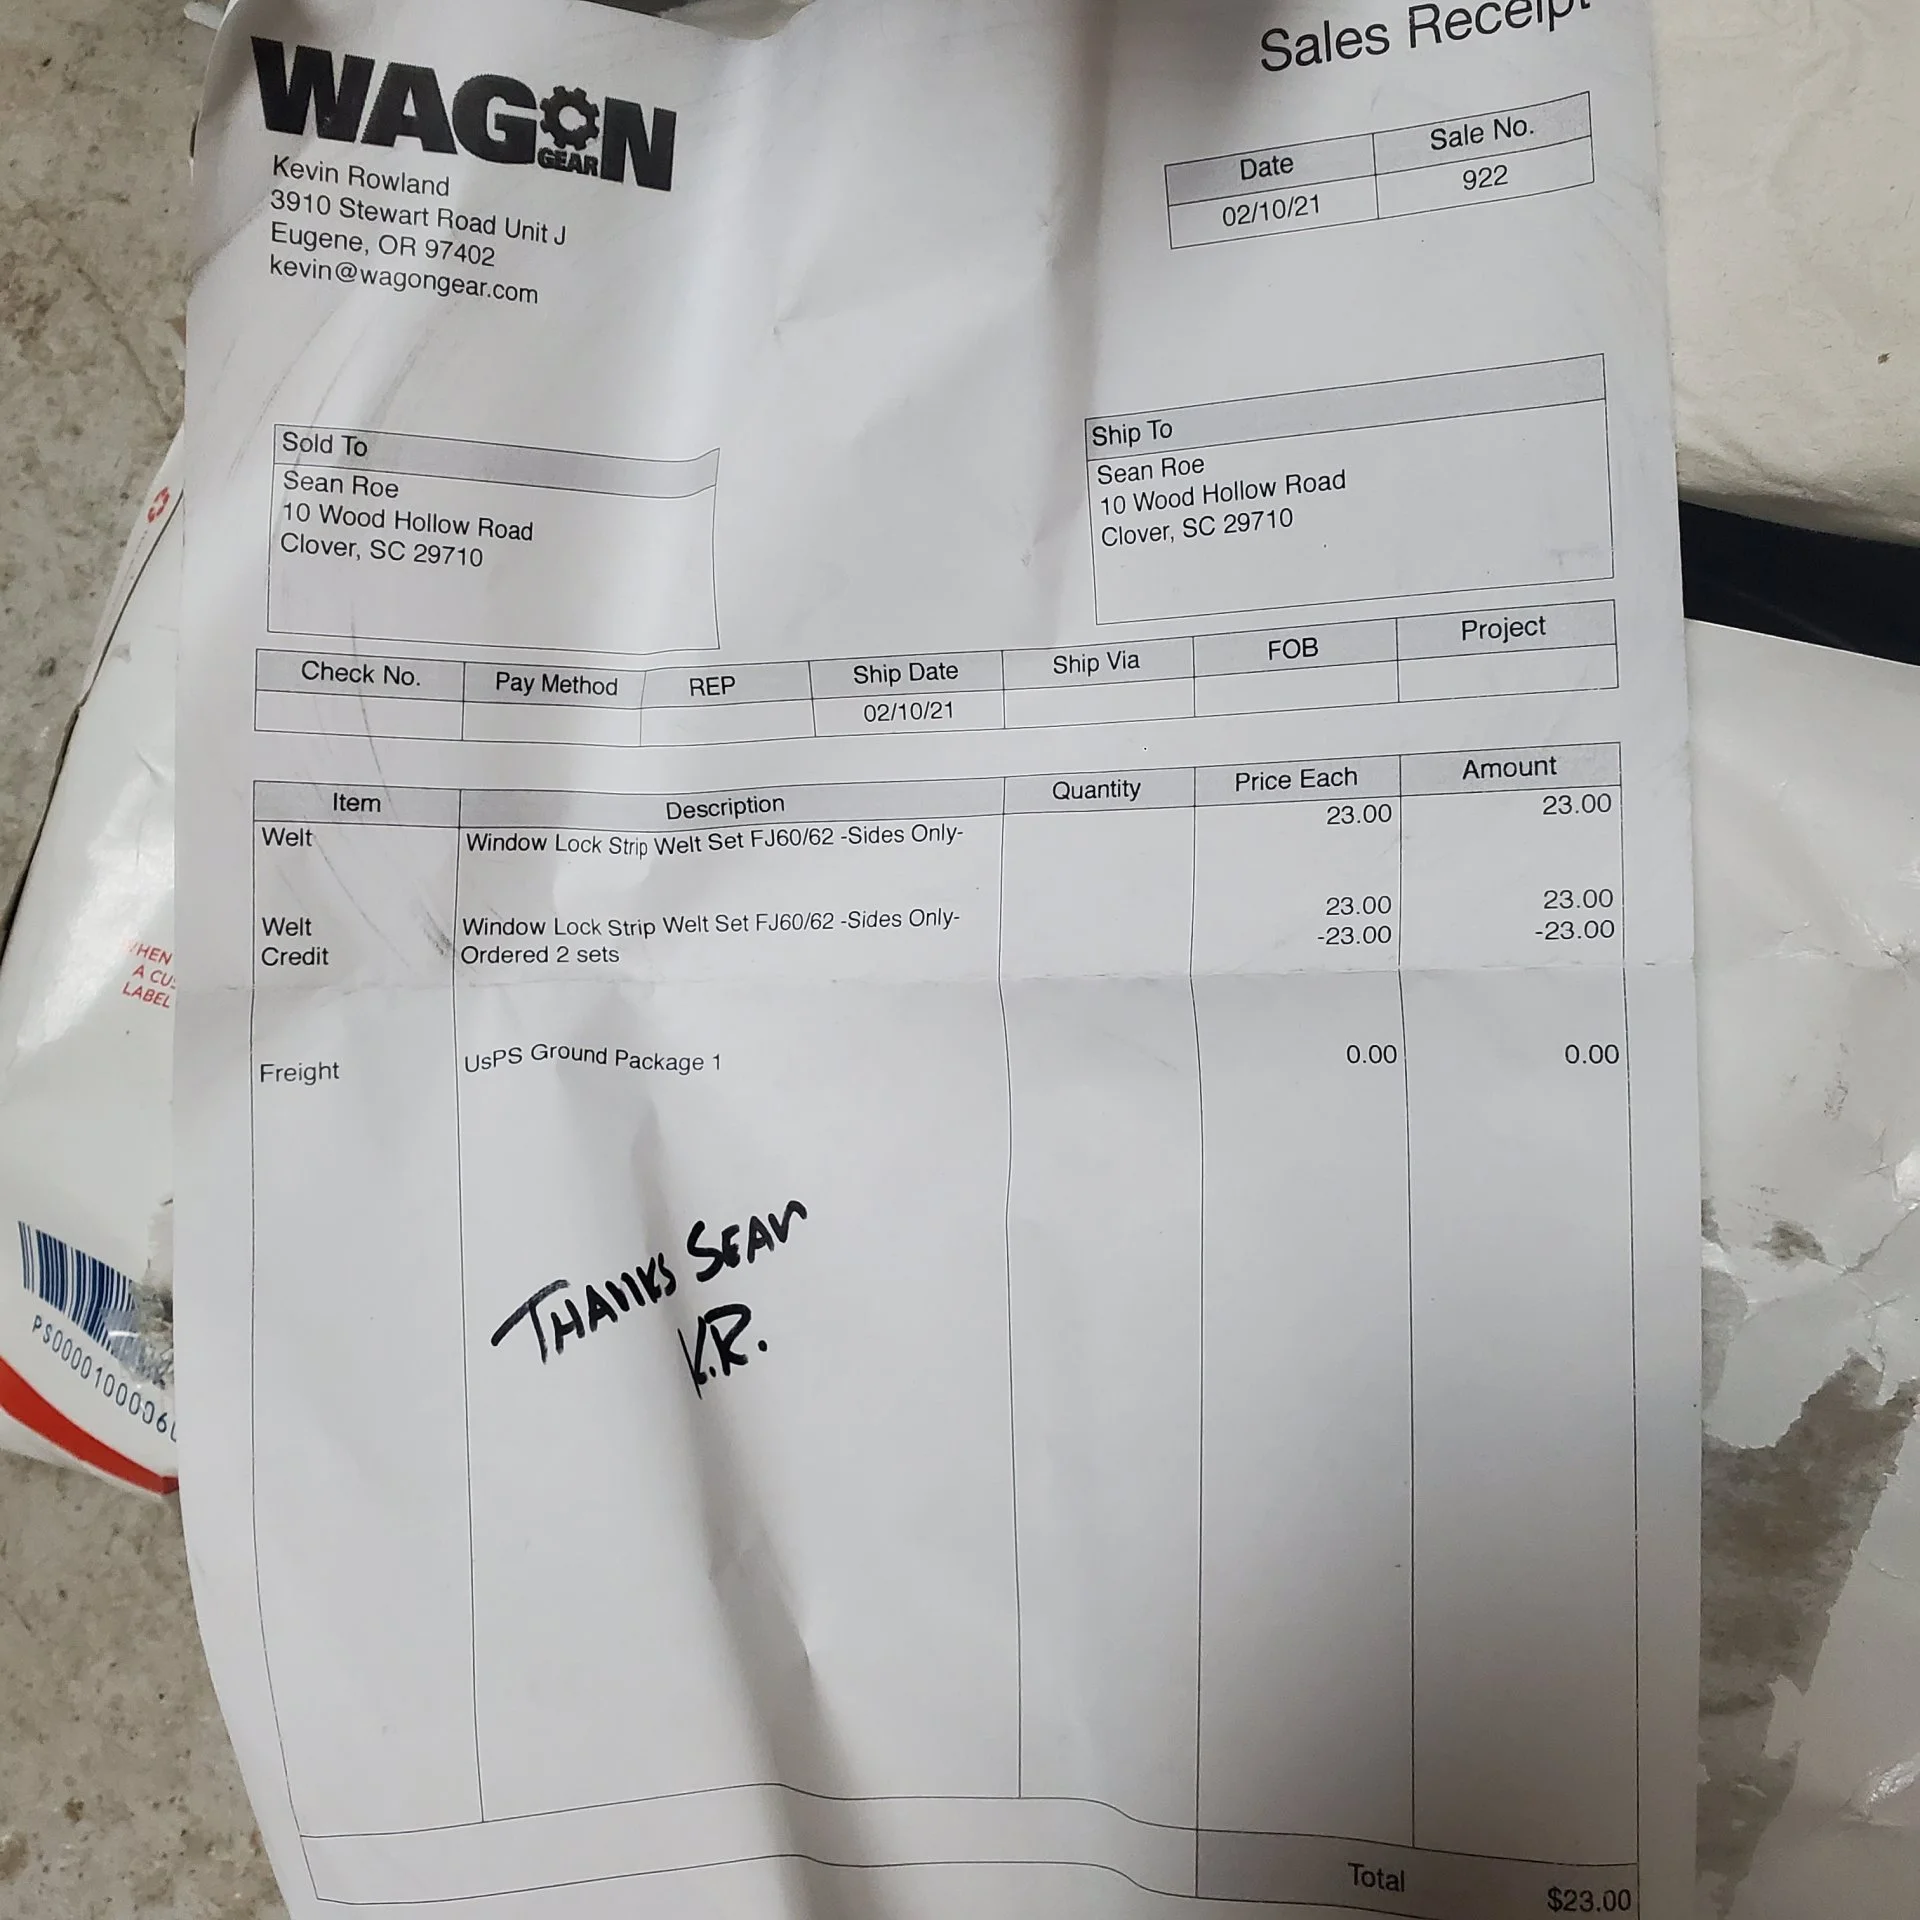 WAGON
GEAR
Kevin Rowland
3910 Stewart Road Unit J
Eugene, OR 97402
kevin@wagongear.com
Sales Receipt
Date Sale No.
02/10/21 922
Sold To
Sean Roe
10 Wood Hollow Road
Clover, SC 29710
Ship To
Sean Roe
10 Wood Hollow Road
Clover, SC 29710
Check No. Pay Method REP Ship Date Ship Via FOB Project
02/10/21
Item Description Quantity Price Each Amount
Welt Window Lock Strip Welt Set FJ60/62 -Sides Only- 23.00 23.00
Welt Window Lock Strip Welt Set FJ60/62 -Sides Only- 23.00 23.00
Credit Ordered 2 sets -23.00 -23.00
Freight UsPS Ground Package 1 0.00 0.00
THANKS SEAN
K.R.
Total $23.00
WHEN
A CUS
LABEL
PS00001000060